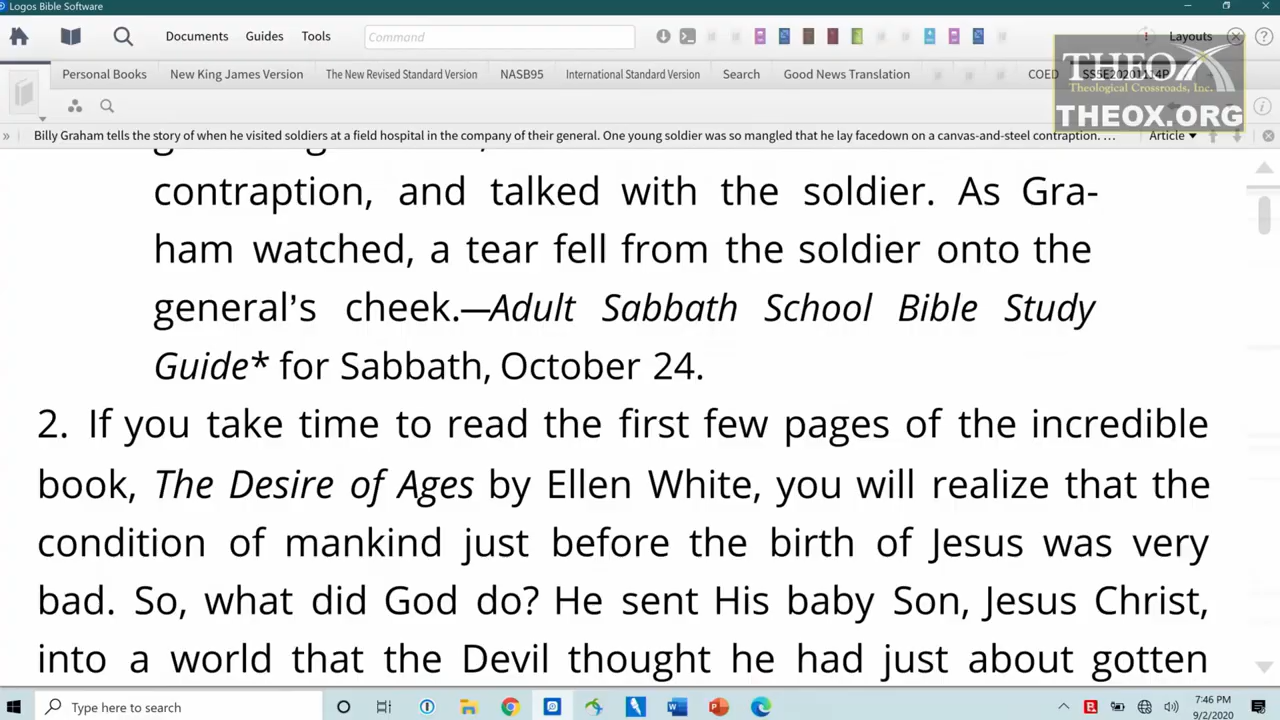 Logos Bible Software
Documents Guides Tools Command Layouts
Personal Books New King James Version The New Revised Standard Version NASB95 International Standard Version Search Good News Translation COED SSSE20201114P
THEOX
Theological Crossroads, Inc.
THEOX.ORG
» Billy Graham tells the story of when he visited soldiers at a field hospital in the company of their general. One young soldier was so mangled that he lay facedown on a canvas-and-steel contraption. … Article
contraption, and talked with the soldier. As Gra-
ham watched, a tear fell from the soldier onto the
general’s cheek.—Adult Sabbath School Bible Study
Guide* for Sabbath, October 24.
2. If you take time to read the first few pages of the incredible
book, The Desire of Ages by Ellen White, you will realize that the
condition of mankind just before the birth of Jesus was very
bad. So, what did God do? He sent His baby Son, Jesus Christ,
into a world that the Devil thought he had just about gotten
Type here to search
7:46 PM
9/2/2020